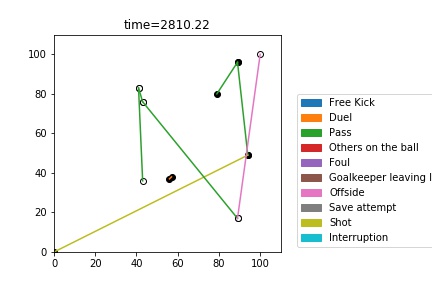 time=2810.22
100
80
60
40
20
0
0
20
40
60
80
100
Free Kick
Duel
Pass
Others on the ball
Foul
Goalkeeper leaving l
Offside
Save attempt
Shot
Interruption